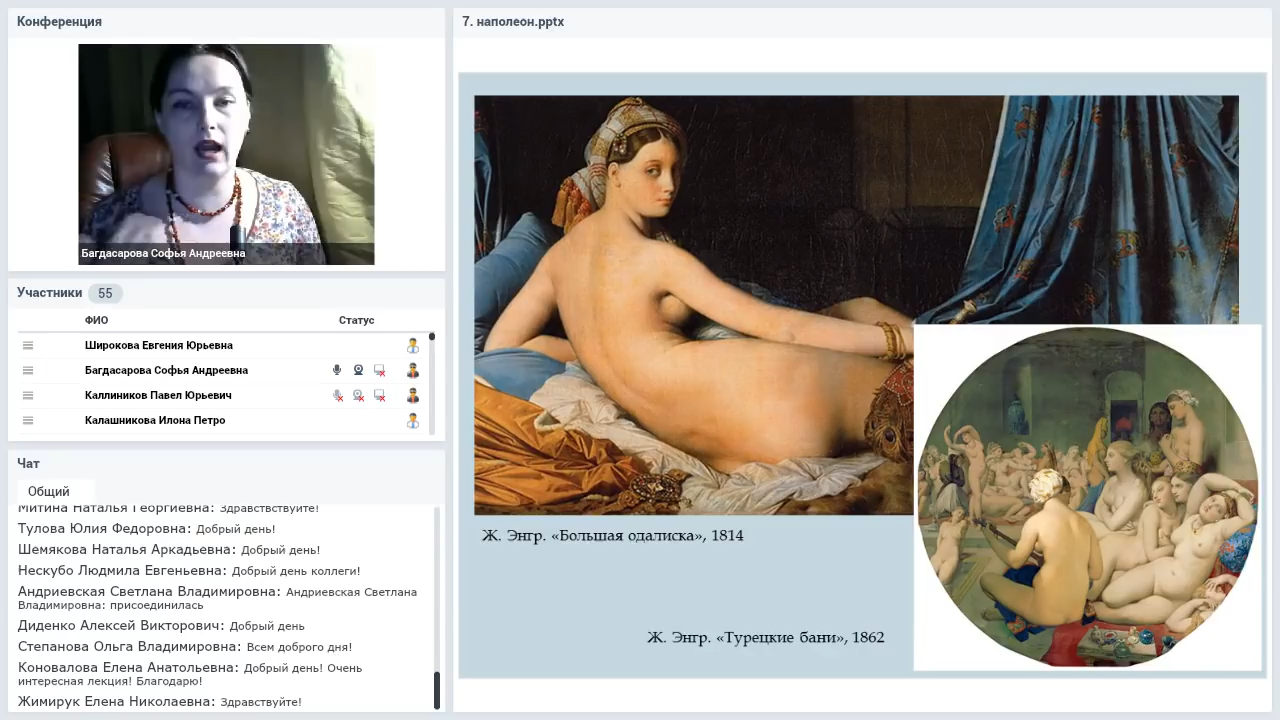 Конференция
Багдасарова Софья Андреевна
Участники 55
ФИО Статус
Широкова Евгения Юрьевна
Багдасарова Софья Андреевна
Каллиников Павел Юрьевич
Калашникова Илона Петро
Чат
Общий
Митина Наталья Георгиевна: Здравствствуйте!
Тулова Юлия Федоровна: Добрый день!
Шемякова Наталья Аркадьевна: Добрый день!
Нескубо Людмила Евгеньевна: Добрый день коллеги!
Андриевская Светлана Владимировна: Андриевская Светлана
Владимировна: присоединилась
Диденко Алексей Викторович: Добрый день
Степанова Ольга Владимировна: Всем доброго дня!
Коновалова Елена Анатольевна: Добрый день! Очень
интересная лекция! Благодарю!
Жимирук Елена Николаевна: Здравствуйте!
7. наполеон.pptx
Ж. Энгр. «Большая одалиска», 1814
Ж. Энгр. «Турецкие бани», 1862